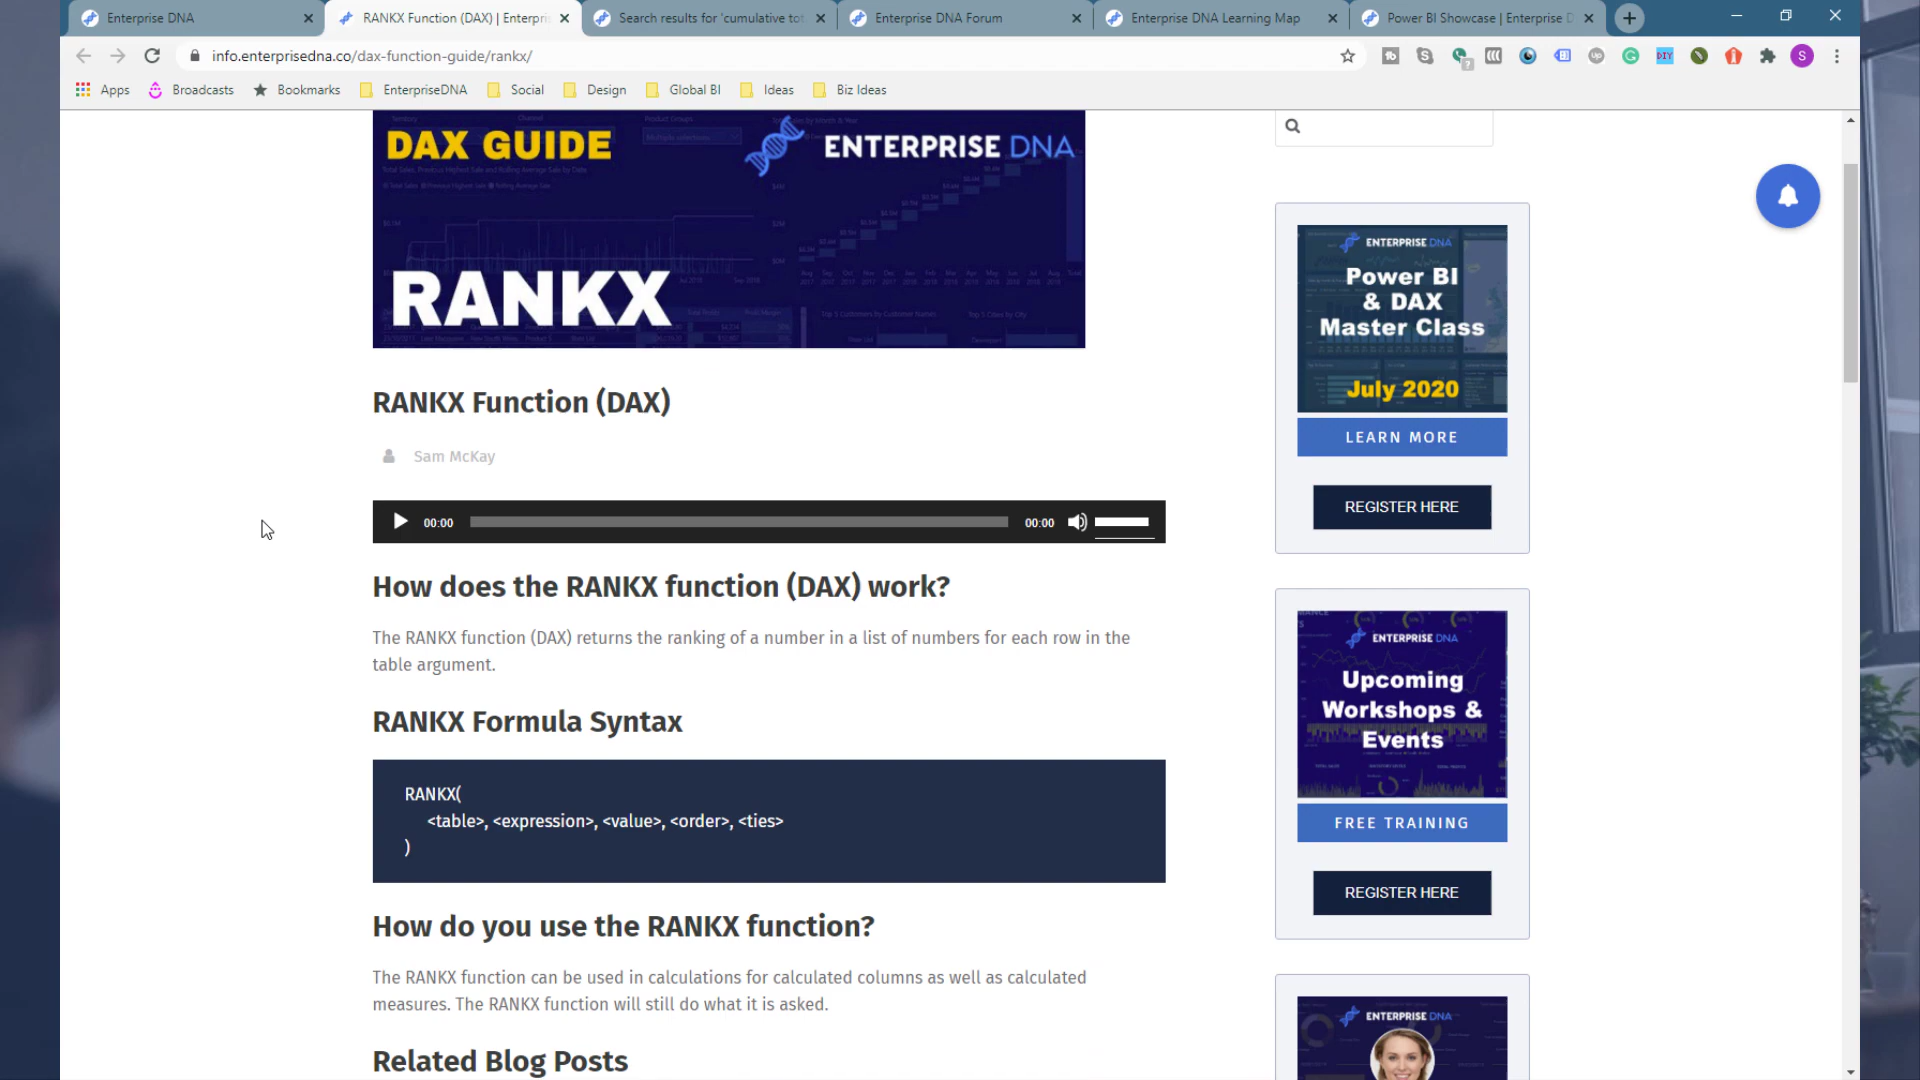 Enterprise DNA
RANKX Function (DAX) | Enterpri
Search results for 'cumulative tot
Enterprise DNA Forum
Enterprise DNA Learning Map
Power BI Showcase | Enterprise D
info.enterprisedna.co/dax-function-guide/rankx/
Apps
Broadcasts
Bookmarks
EnterpriseDNA
Social
Design
Global BI
Ideas
Biz Ideas
DAX GUIDE
ENTERPRISE DNA
RANKX
RANKX Function (DAX)
Sam McKay
00:00
00:00
How does the RANKX function (DAX) work?
The RANKX function (DAX) returns the ranking of a number in a list of numbers for each row in the
table argument.
RANKX Formula Syntax
RANKX(
<table>, <expression>, <value>, <order>, <ties>
)
How do you use the RANKX function?
The RANKX function can be used in calculations for calculated columns as well as calculated
measures. The RANKX function will still do what it is asked.
Related Blog Posts
ENTERPRISE DNA
Power BI
& DAX
Master Class
July 2020
LEARN MORE
REGISTER HERE
ENTERPRISE DNA
Upcoming
Workshops &
Events
FREE TRAINING
REGISTER HERE
ENTERPRISE DNA